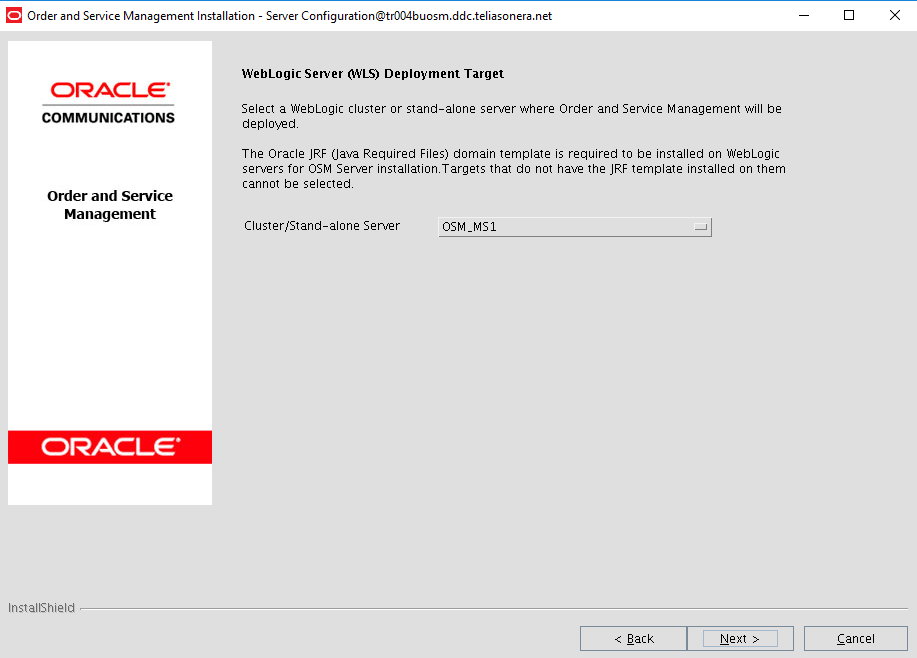 Order and Service Management Installation - Server Configuration@tr004buosm.ddc.teliasonera.net
ORACLE
COMMUNICATIONS
Order and Service
Management
ORACLE
WebLogic Server (WLS) Deployment Target
Select a WebLogic cluster or stand-alone server where Order and Service Management will be
deployed.
The Oracle JRF (Java Required Files) domain template is required to be installed on WebLogic
servers for OSM Server installation.Targets that do not have the JRF template installed on them
cannot be selected.
Cluster/Stand-alone Server OSM_MS1
InstallShield
< Back Next > Cancel